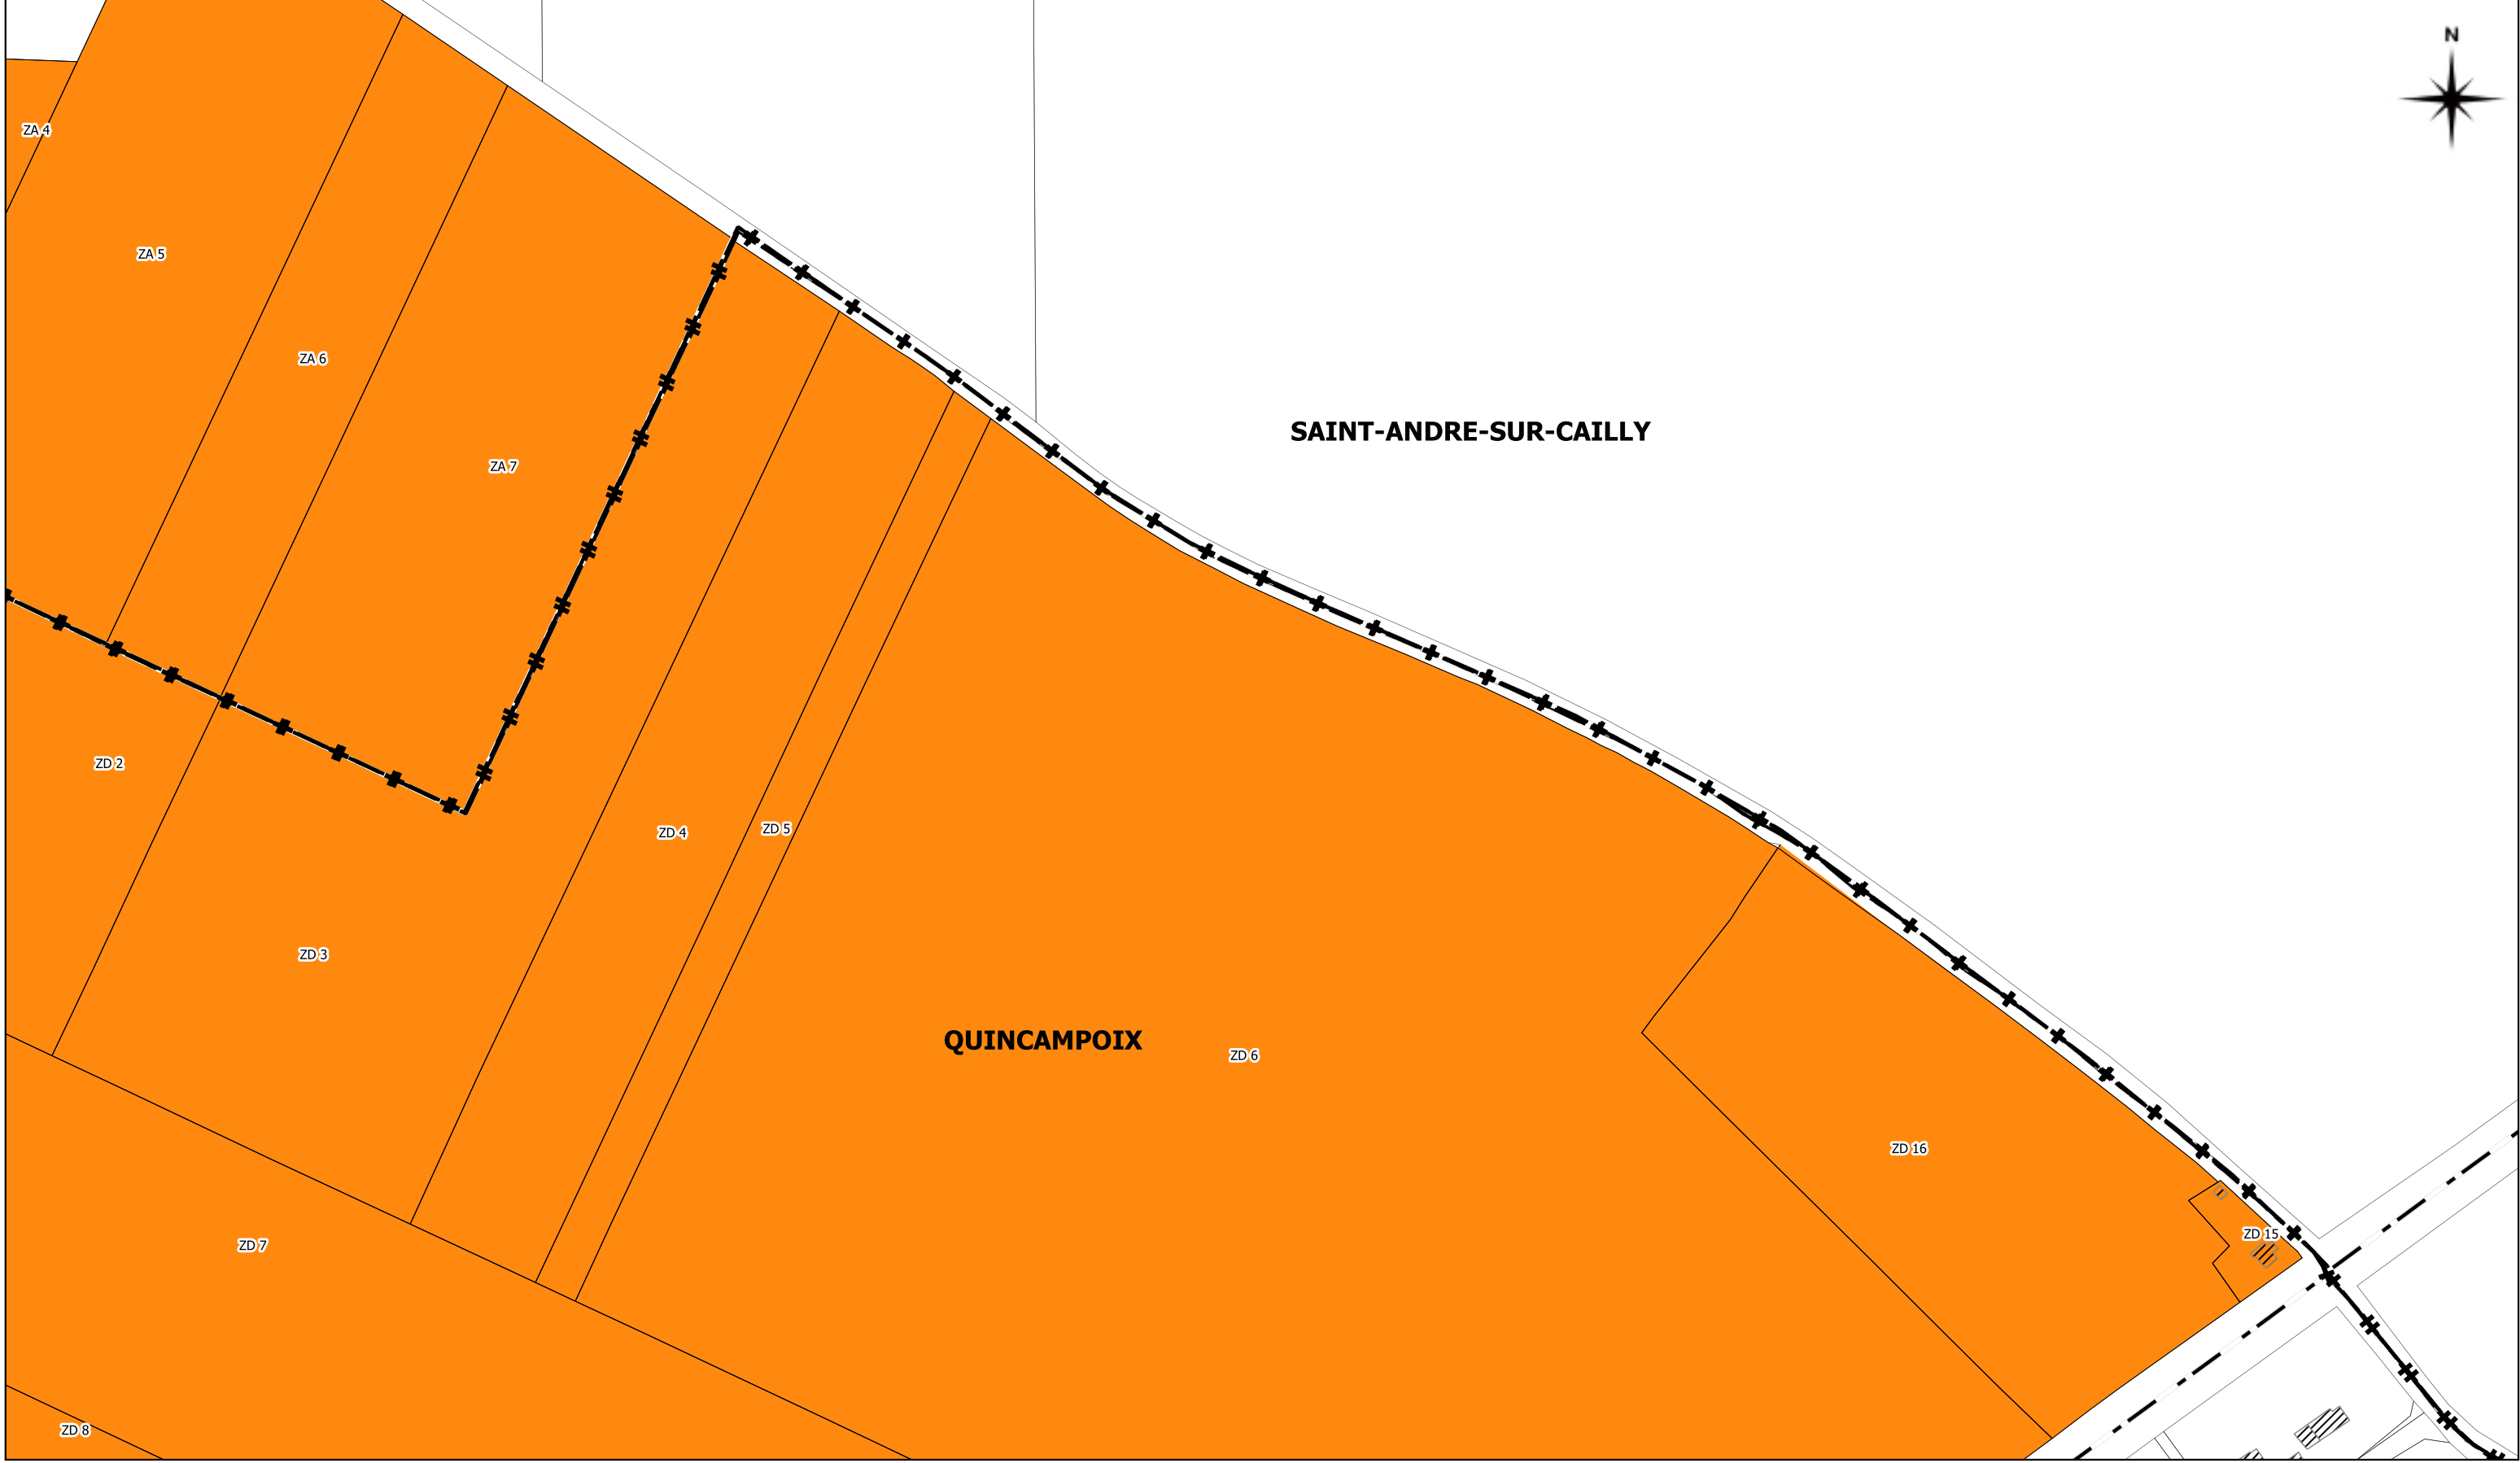 N
ZA 4
ZA 5
ZA 6
SAINT-ANDRE-SUR-CAILLY
ZA 7
ZD 2
ZD 5
ZD 4
ZD 3
QUINCAMPOIX
ZD 6
ZD 16
ZD 15
ZD 7
ZD 8